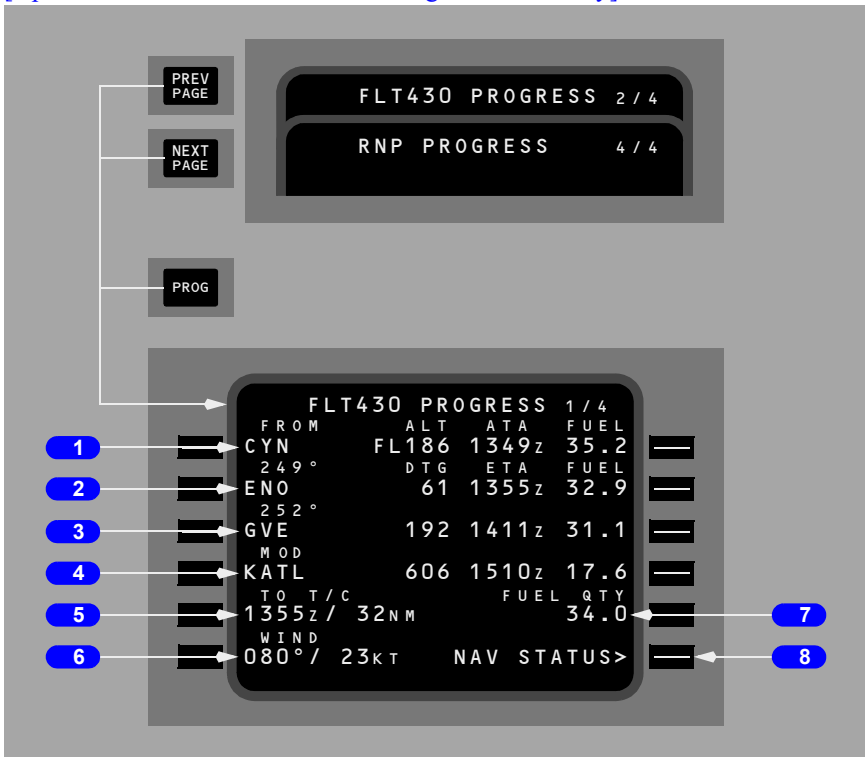 PREV
PAGE
FLT430 PROGRESS 2/4
NEXT
PAGE
RNP PROGRESS 4/4
PROG
FLT430 PROGRESS 1/4
FROM ALT ATA FUEL
1 CYN FL186 1349z 35.2
249° DTG ETA FUEL
2 ENO 61 1355z 32.9
252°
3 GVE 192 1411z 31.1
MOD
4 KATL 606 1510z 17.6
TO T/C FUEL QTY
5 1355z/ 32NM 34.0 7
WIND
6 080°/ 23KT NAV STATUS> 8